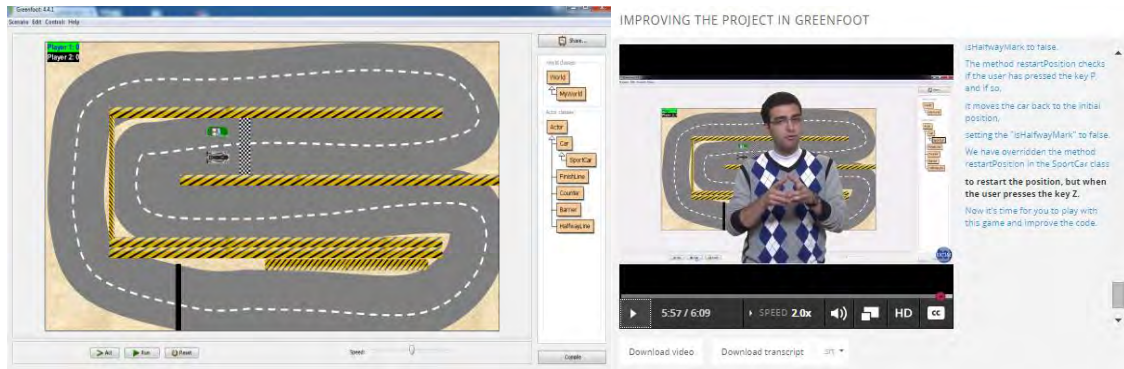 Greenfoot: 4.4.1
Scenario Edit Controls Help
Player 1: 0
Player 2: 0
Share...
World classes
World
MyWorld
Actor classes
Actor
Car
SportCar
FinishLine
Counter
Barrier
HalfwayLine
Act
Run
Reset
Speed:
Compile
IMPROVING THE PROJECT IN GREENFOOT
isHalfwayMark to false.
The method restartPosition checks
if the user has pressed the key P
and if so,
it moves the car back to the initial
position,
setting the "isHalfwayMark" to false.
We have overridden the method
restartPosition in the SportCar class
to restart the position, but when
the user presses the key Z.
Now it's time for you to play with
this game and improve the code.
5:57 / 6:09
SPEED 2.0x
HD
CC
Download video
Download transcript
.srt